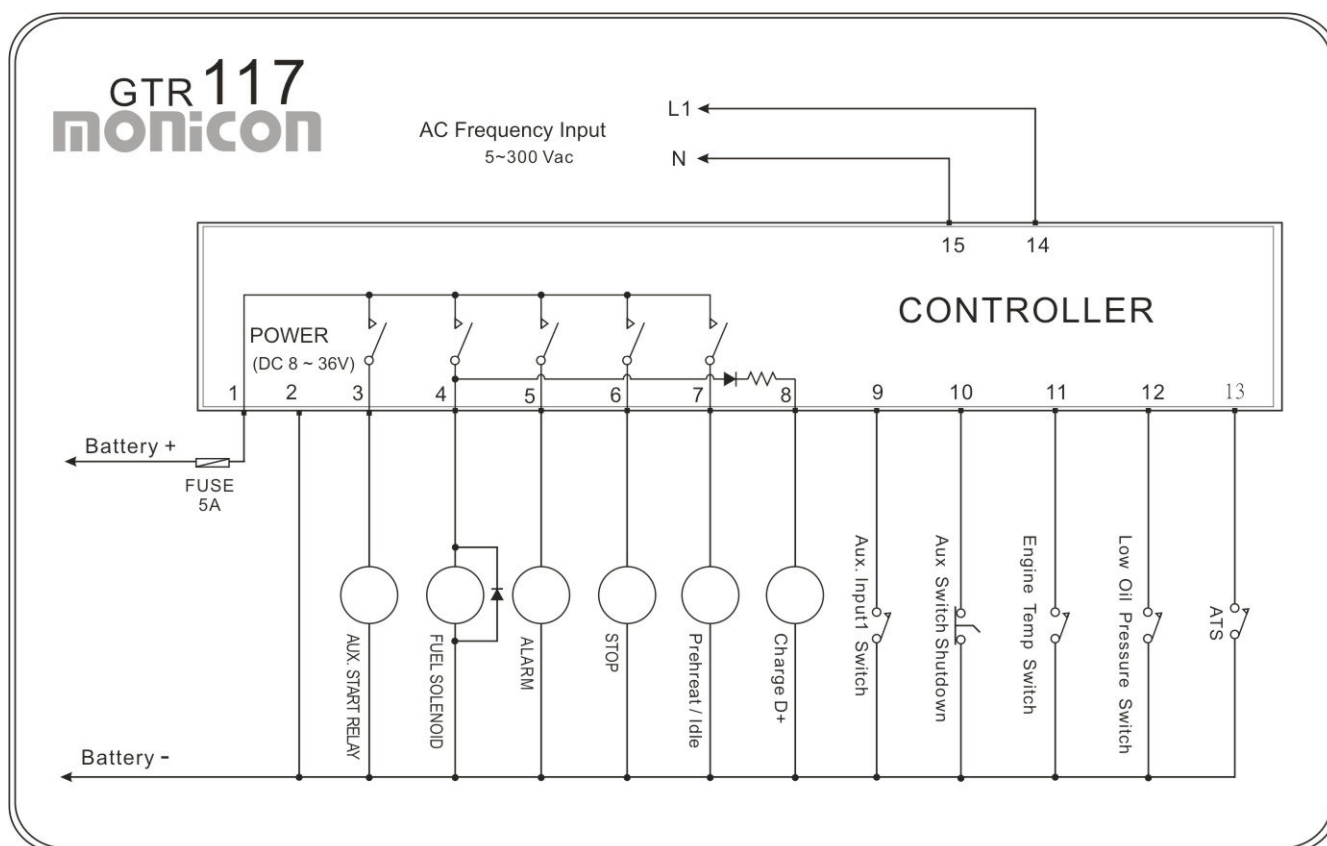 GTR 117
monicon
AC Frequency Input
5~300 Vac
L1
N
15
14
CONTROLLER
POWER
(DC 8 ~ 36V)
1
2
3
4
5
6
7
8
9
10
11
12
13
Battery +
FUSE
5A
AUX. START RELAY
FUEL SOLENOID
ALARM
STOP
Prehreat / Idle
Charge D+
Aux. Input1 Switch
Aux Switch Shutdown
Engine Temp Switch
Low Oil Pressure Switch
ATS
Battery -